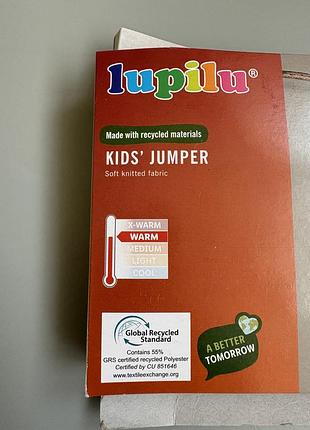 lupilu®
Made with recycled materials
KIDS' JUMPER
Soft knitted fabric
X-WARM
WARM
MEDIUM
LIGHT
COOL
Global Recycled
Standard
Contains 55%
GRS certified recycled Polyester
Certified by CU 851646
www.textileexchange.org
A BETTER
TOMORROW